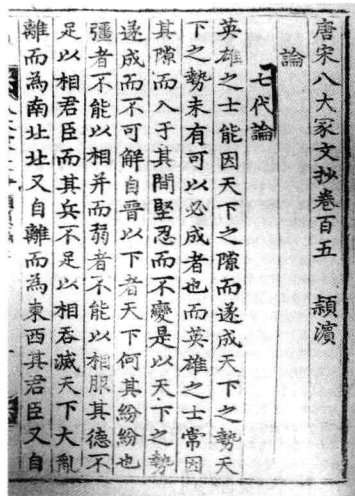 唐宋八大家文抄卷百五 潁濱
論
七代論
英雄之士能因天下之隙而遂成天下之勢天
下之勢未有可以必成者也而英雄之士常因
其隙而入于其間堅忍而不變是以天下之勢
遂成而不可解自晉以下者天下何其紛紛也
彊者不能以相并而弱者不能以相服其德不
足以相君臣而其兵不足以相吞滅天下大亂
離而為南北北又自離而為東西其君臣又自